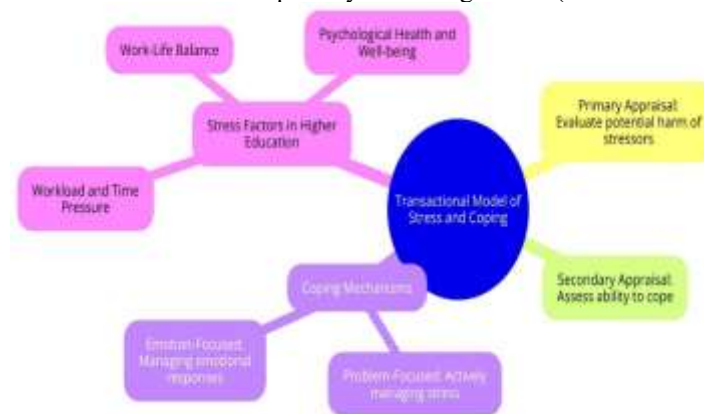 Psychological Health and
Well-being
Work-Life Balance
Primary Appraisal:
Evaluate potential harm of
stressors
Stress Factors in Higher
Education
Workload and Time
Pressure
Transactional Model of
Stress and Coping
Secondary Appraisal:
Assess ability to cope
Coping Mechanisms
Emotion-Focused:
Managing emotional
responses
Problem-Focused: Actively
managing stress